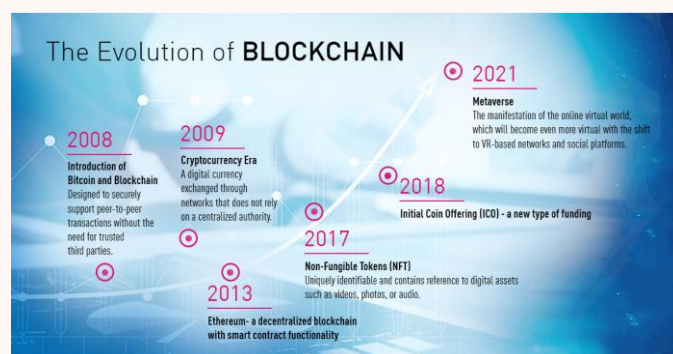 The Evolution of BLOCKCHAIN
2008
Introduction of
Bitcoin and Blockchain
Designed to securely
support peer-to-peer
transactions without the
need for trusted
third parties.
2009
Cryptocurrency Era
A digital currency
exchanged through
networks that does not rely
on a centralized authority.
2013
Ethereum- a decentralized blockchain
with smart contract functionality
2017
Non-Fungible Tokens (NFT)
Uniquely identifiable and contains reference to digital assets
such as videos, photos, or audio.
2018
Initial Coin Offering (ICO) - a new type of funding
2021
Metaverse
The manifestation of the online virtual world,
which will become even more virtual with the shift
to VR-based networks and social platforms.